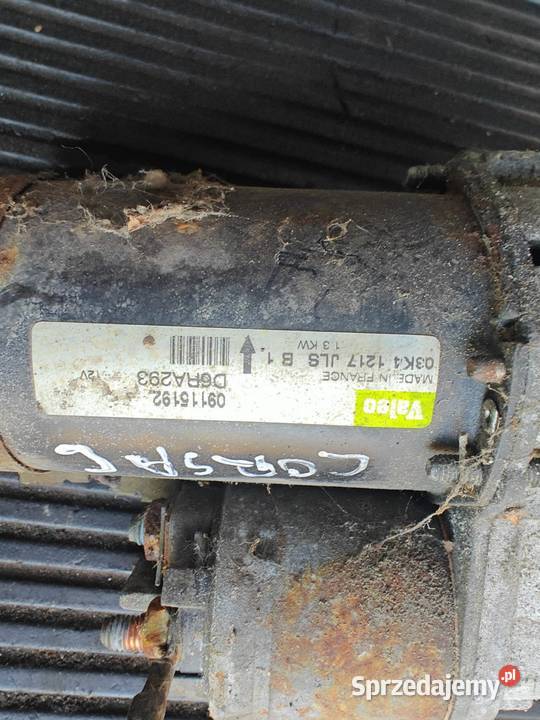 Valeo
MADE IN FRANCE
03K4 1217 JLS B 1.
1.3 KW
09115192
D6RA293
12V
CORSA C
Sprzedajemy.pl